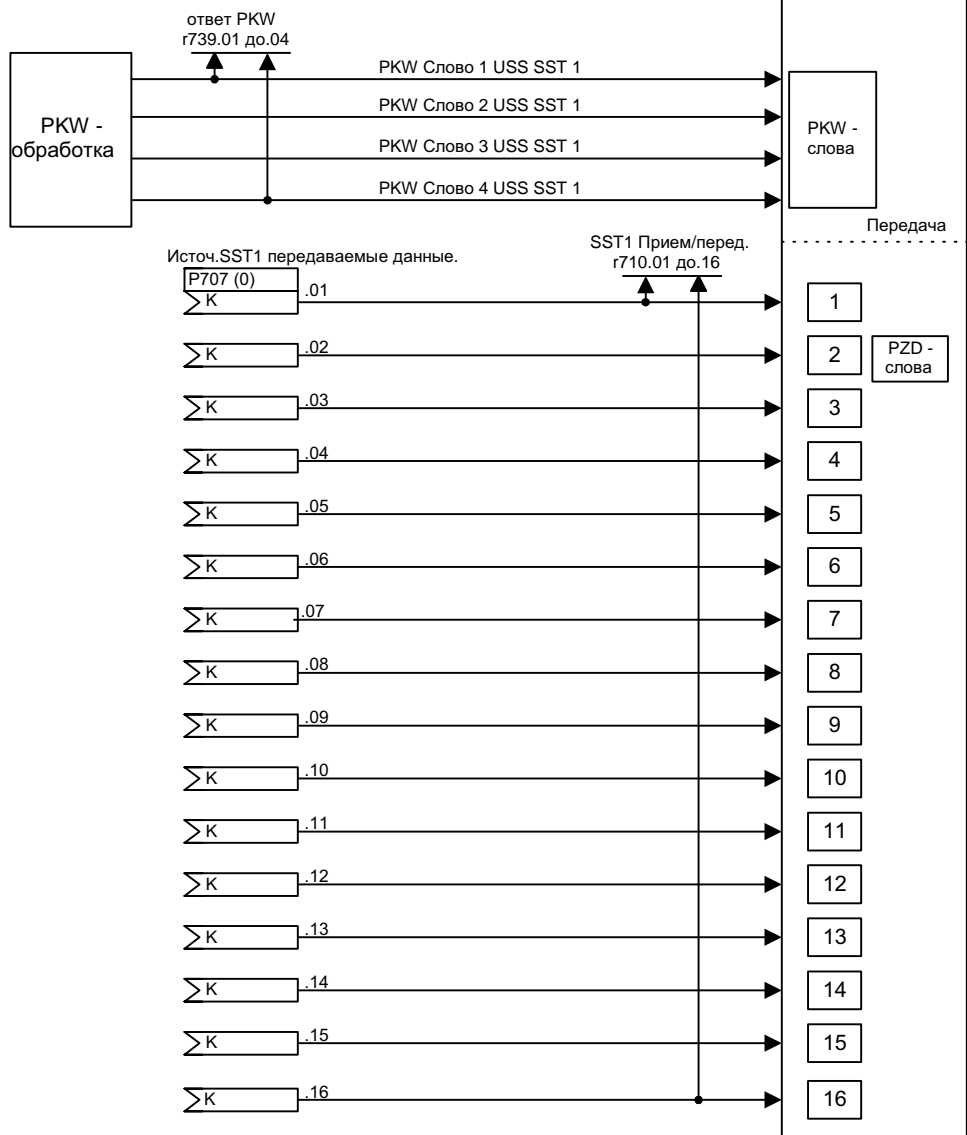 ответ PKW
r739.01 до.04
PKW Слово 1 USS SST 1
PKW Слово 2 USS SST 1
PKW Слово 3 USS SST 1
PKW Слово 4 USS SST 1
PKW -
обработка
PKW -
слова
Передача
Источ.SST1 передаваемые данные.
SST1 Прием/перед.
r710.01 до.16
P707 (0)
K .01 1
K .02 2
PZD -
слова
K .03 3
K .04 4
K .05 5
K .06 6
K .07 7
K .08 8
K .09 9
K .10 10
K .11 11
K .12 12
K .13 13
K .14 14
K .15 15
K .16 16